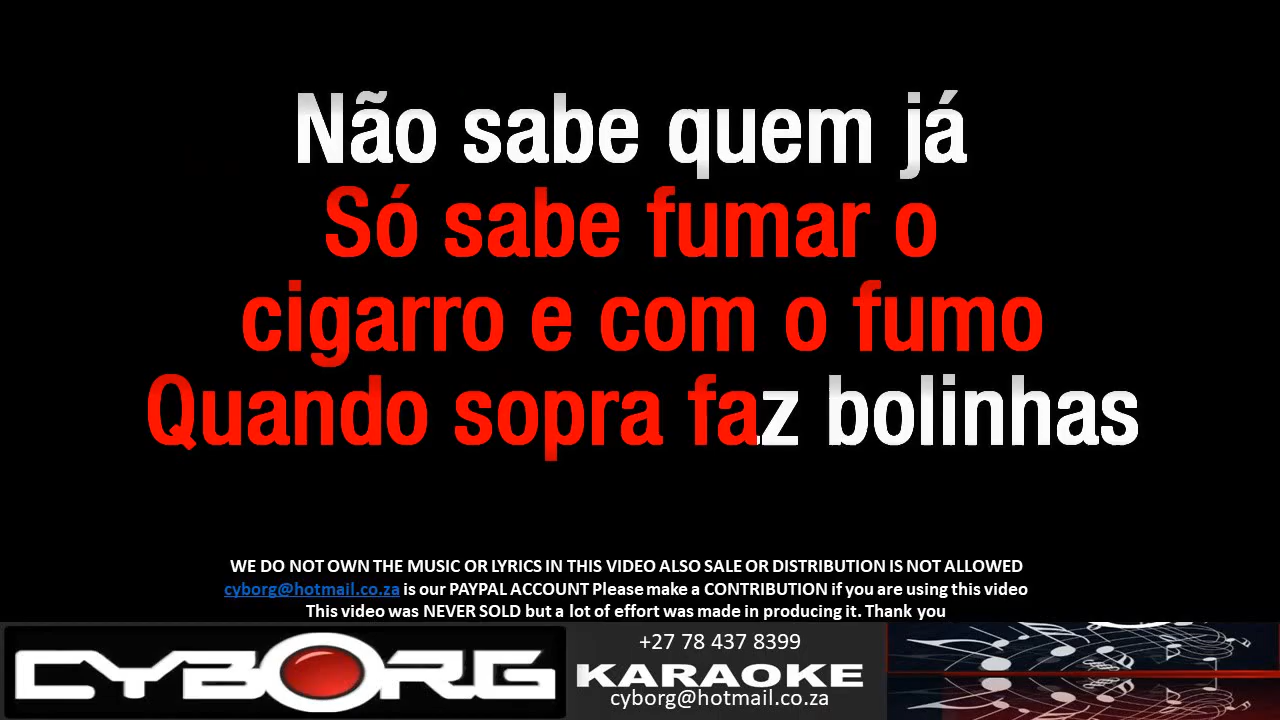 Não sabe quem já
Só sabe fumar o
cigarro e com o fumo
Quando sopra faz bolinhas
WE DO NOT OWN THE MUSIC OR LYRICS IN THIS VIDEO ALSO SALE OR DISTRIBUTION IS NOT ALLOWED
cyborg@hotmail.co.za is our PAYPAL ACCOUNT Please make a CONTRIBUTION if you are using this video
This video was NEVER SOLD but a lot of effort was made in producing it. Thank you
CYBORG
+27 78 437 8399
KARAOKE
cyborg@hotmail.co.za